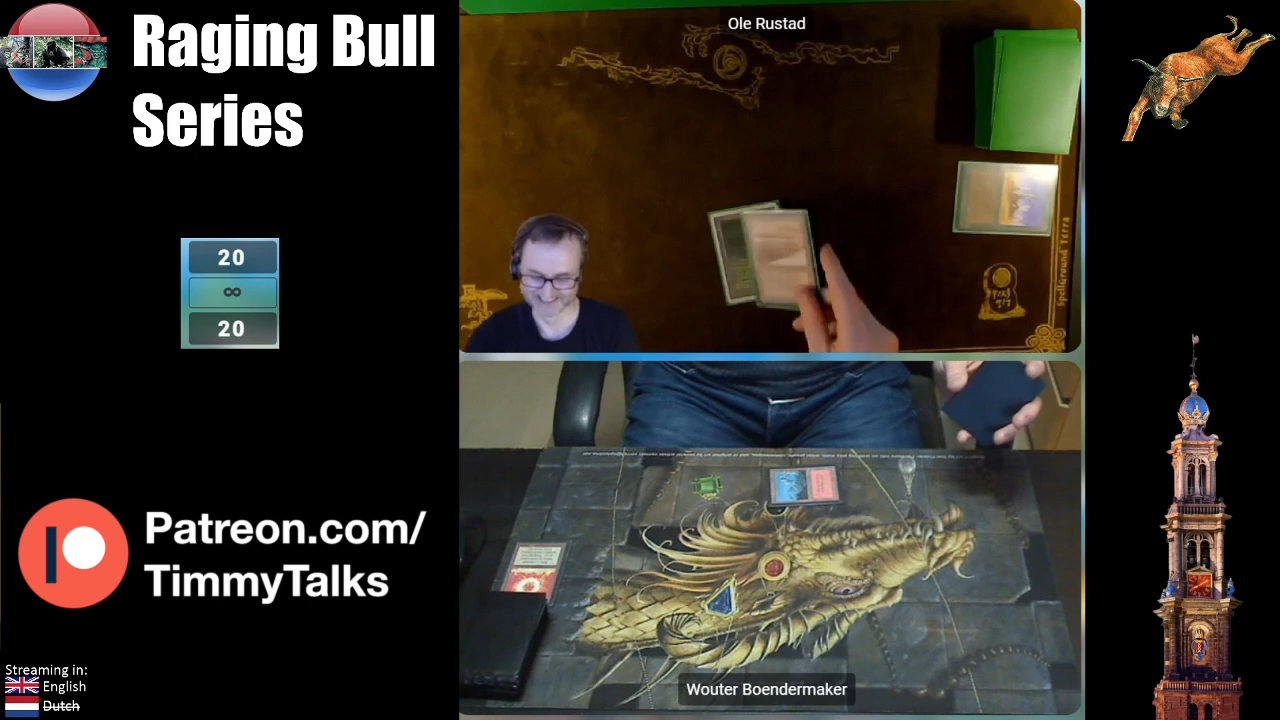 Raging Bull
Series
20
∞
20
Patreon.com/
TimmyTalks
Streaming in:
English
Dutch
Ole Rustad
SpellGround Terra
Wouter Boendermaker